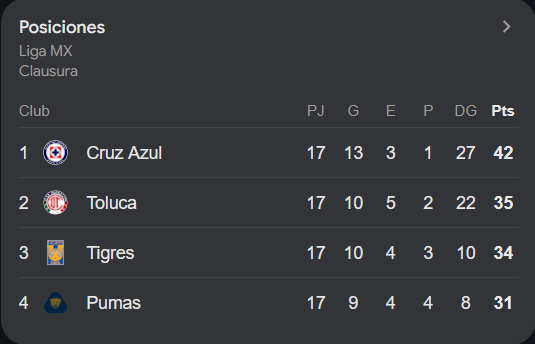 Posiciones
Liga MX
Clausura
Club PJ G E P DG Pts
1 Cruz Azul 17 13 3 1 27 42
2 Toluca 17 10 5 2 22 35
3 Tigres 17 10 4 3 10 34
4 Pumas 17 9 4 4 8 31